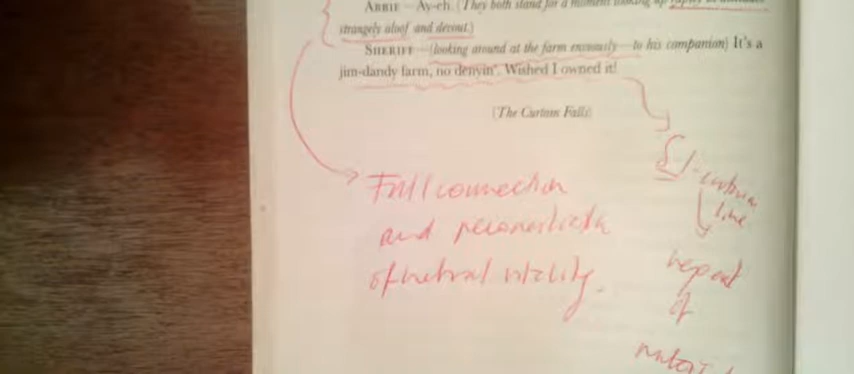 ABBIE—Ay-eh. (They both stand for a moment looking up
strangely aloof and devout.)
SHERIFF—(looking around at the farm enviously—to his companion) It's a
jim-dandy farm, no denyin'. Wished I owned it!
(The Curtain Falls)
Full connection
and
of natural vitality.
line
repeat
of